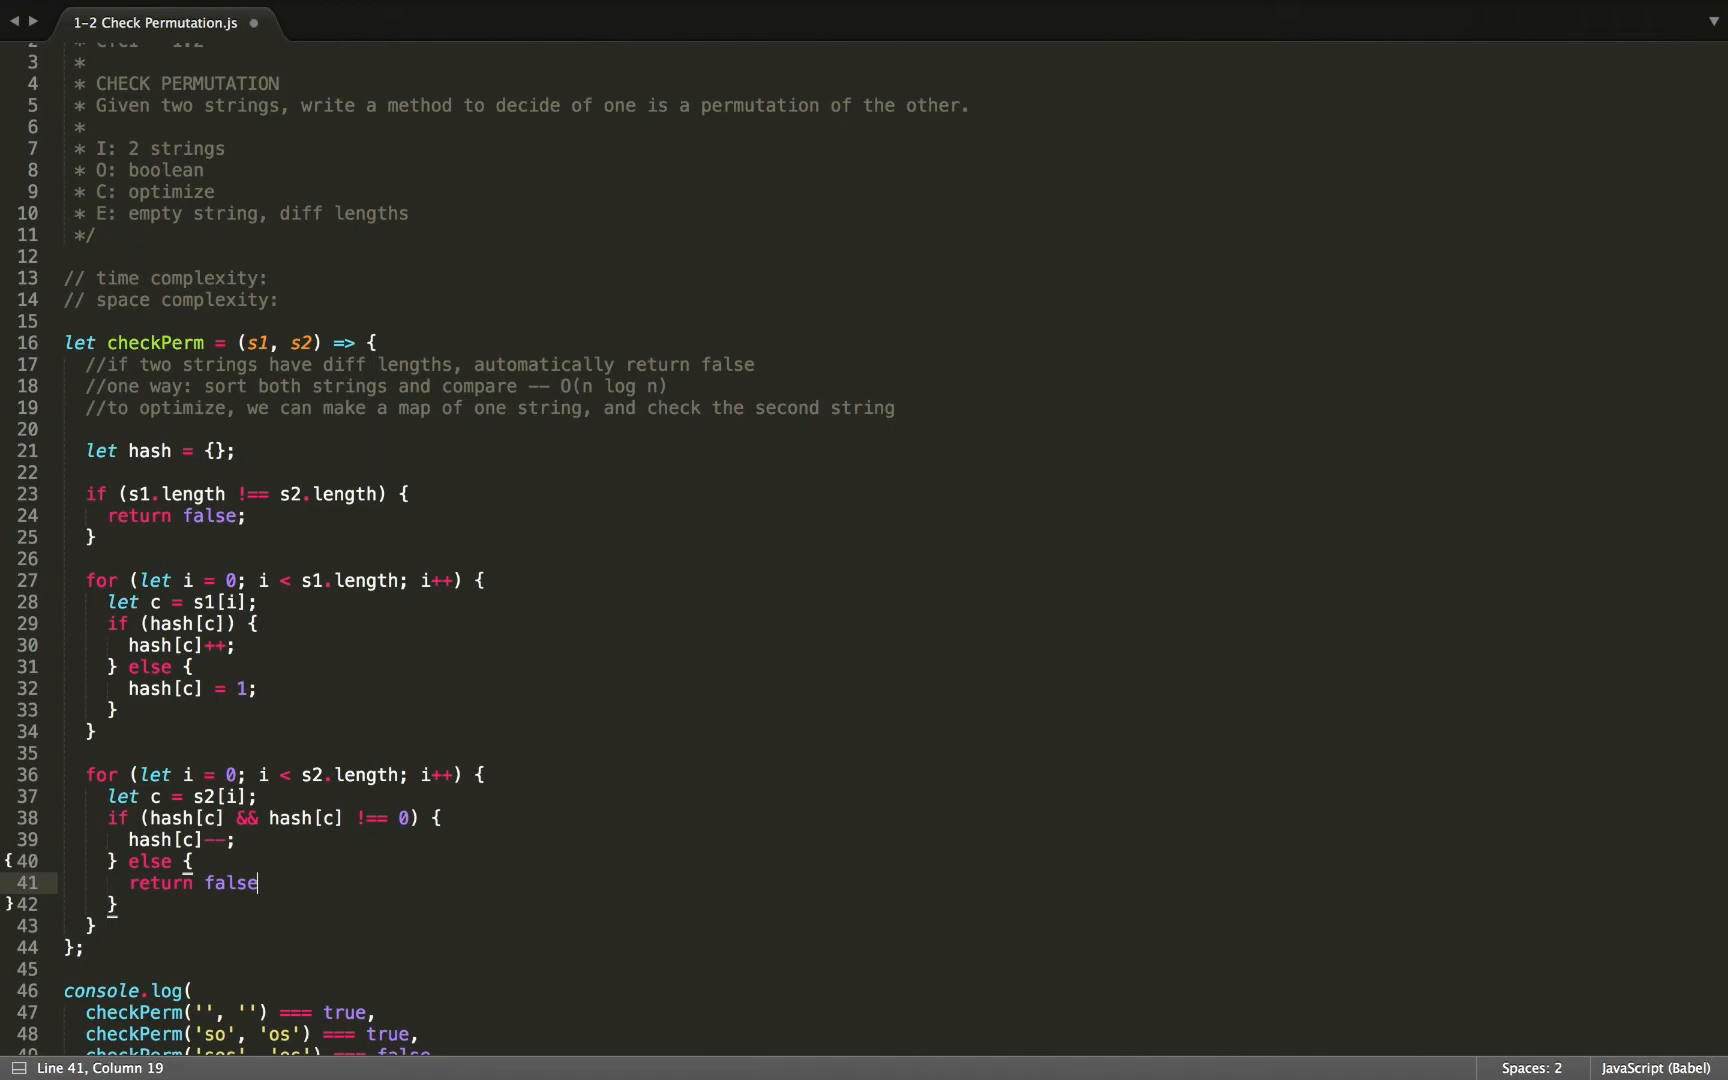 1-2 Check Permutation.js
3 *
4 * CHECK PERMUTATION
5 * Given two strings, write a method to decide of one is a permutation of the other.
6 *
7 * I: 2 strings
8 * O: boolean
9 * C: optimize
10 * E: empty string, diff lengths
11 */
12
13 // time complexity:
14 // space complexity:
15
16 let checkPerm = (s1, s2) => {
17 //if two strings have diff lengths, automatically return false
18 //one way: sort both strings and compare -- O(n log n)
19 //to optimize, we can make a map of one string, and check the second string
20
21 let hash = {};
22
23 if (s1.length !== s2.length) {
24 return false;
25 }
26
27 for (let i = 0; i < s1.length; i++) {
28 let c = s1[i];
29 if (hash[c]) {
30 hash[c]++;
31 } else {
32 hash[c] = 1;
33 }
34 }
35
36 for (let i = 0; i < s2.length; i++) {
37 let c = s2[i];
38 if (hash[c] && hash[c] !== 0) {
39 hash[c]--;
{ 40 } else {
41 return false
} 42 }
43 }
44 };
45
46 console.log(
47 checkPerm('', '') === true,
48 checkPerm('so', 'os') === true,
Line 41, Column 19
Spaces: 2
JavaScript (Babel)